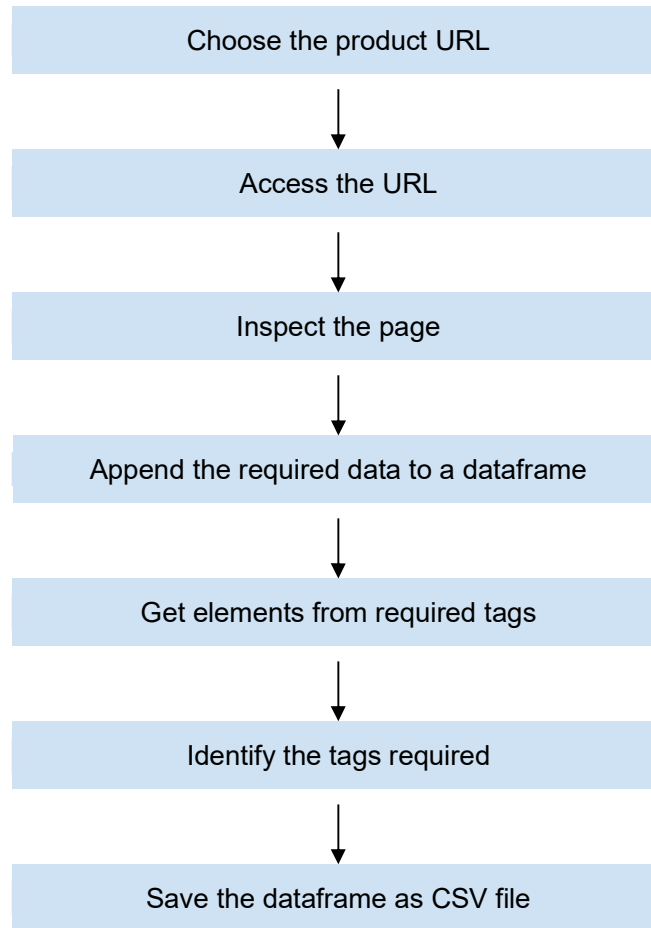 Choose the product URL
Access the URL
Inspect the page
Append the required data to a dataframe
Get elements from required tags
Identify the tags required
Save the dataframe as CSV file